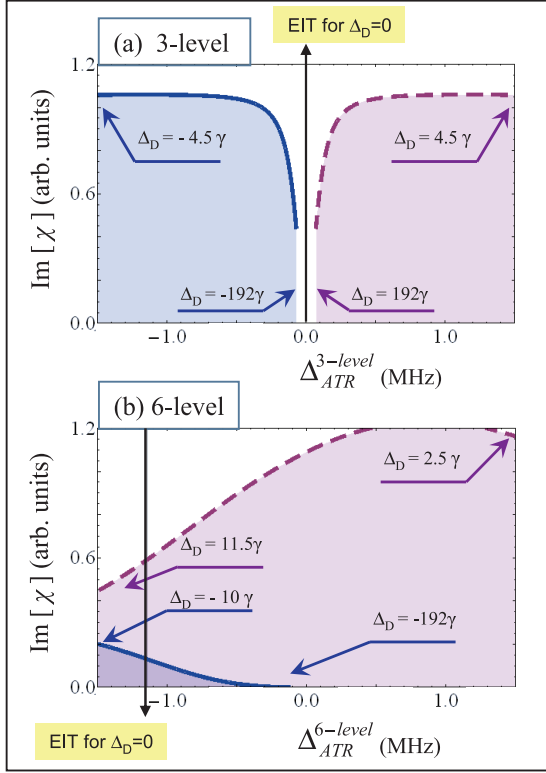 EIT for Δ_D=0
(a) 3-level
1.2
Δ_D = - 4.5 γ
Δ_D = 4.5 γ
0.6
Im [ χ ] (arb. units)
Δ_D = -192γ
Δ_D = 192γ
0.0
-1.0 0.0 1.0
Δ_ATR^3-level (MHz)
(b) 6-level
1.2
Δ_D = 2.5 γ
0.6
Im [ χ ] (arb. units)
Δ_D = 11.5γ
Δ_D = - 10 γ
Δ_D = -192γ
0.0
-1.0 0.0 1.0
EIT for Δ_D=0
Δ_ATR^6-level (MHz)